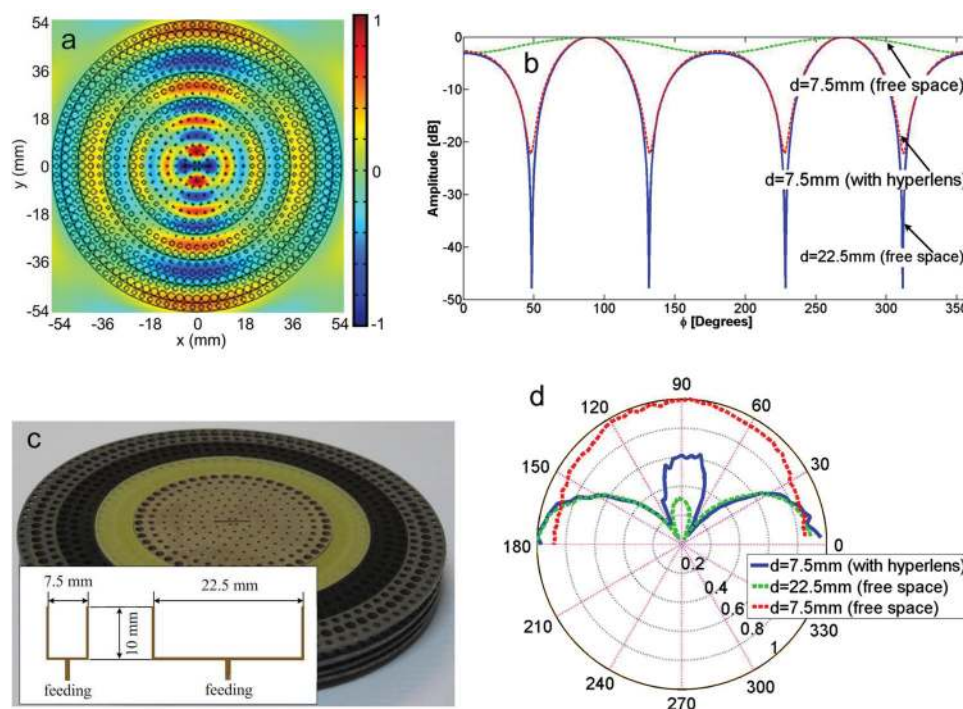 a
54
36
18
0
-18
-36
-54
y (mm)
-54 -36 -18 0 18 36 54
x (mm)
1
0
-1
b
0
-10
-20
-30
-40
-50
Amplitude [dB]
0 50 100 150 200 250 300 35
ϕ [Degrees]
d=7.5mm (free space)
d=7.5mm (with hyperlens)
d=22.5mm (free space)
c
7.5 mm
22.5 mm
10 mm
feeding
feeding
d
90
120 60
150 30
180 0
210 330
240 300
270
0.2
0.4
0.6
0.8
1
d=7.5mm (with hyperlens)
d=22.5mm (free space)
d=7.5mm (free space)